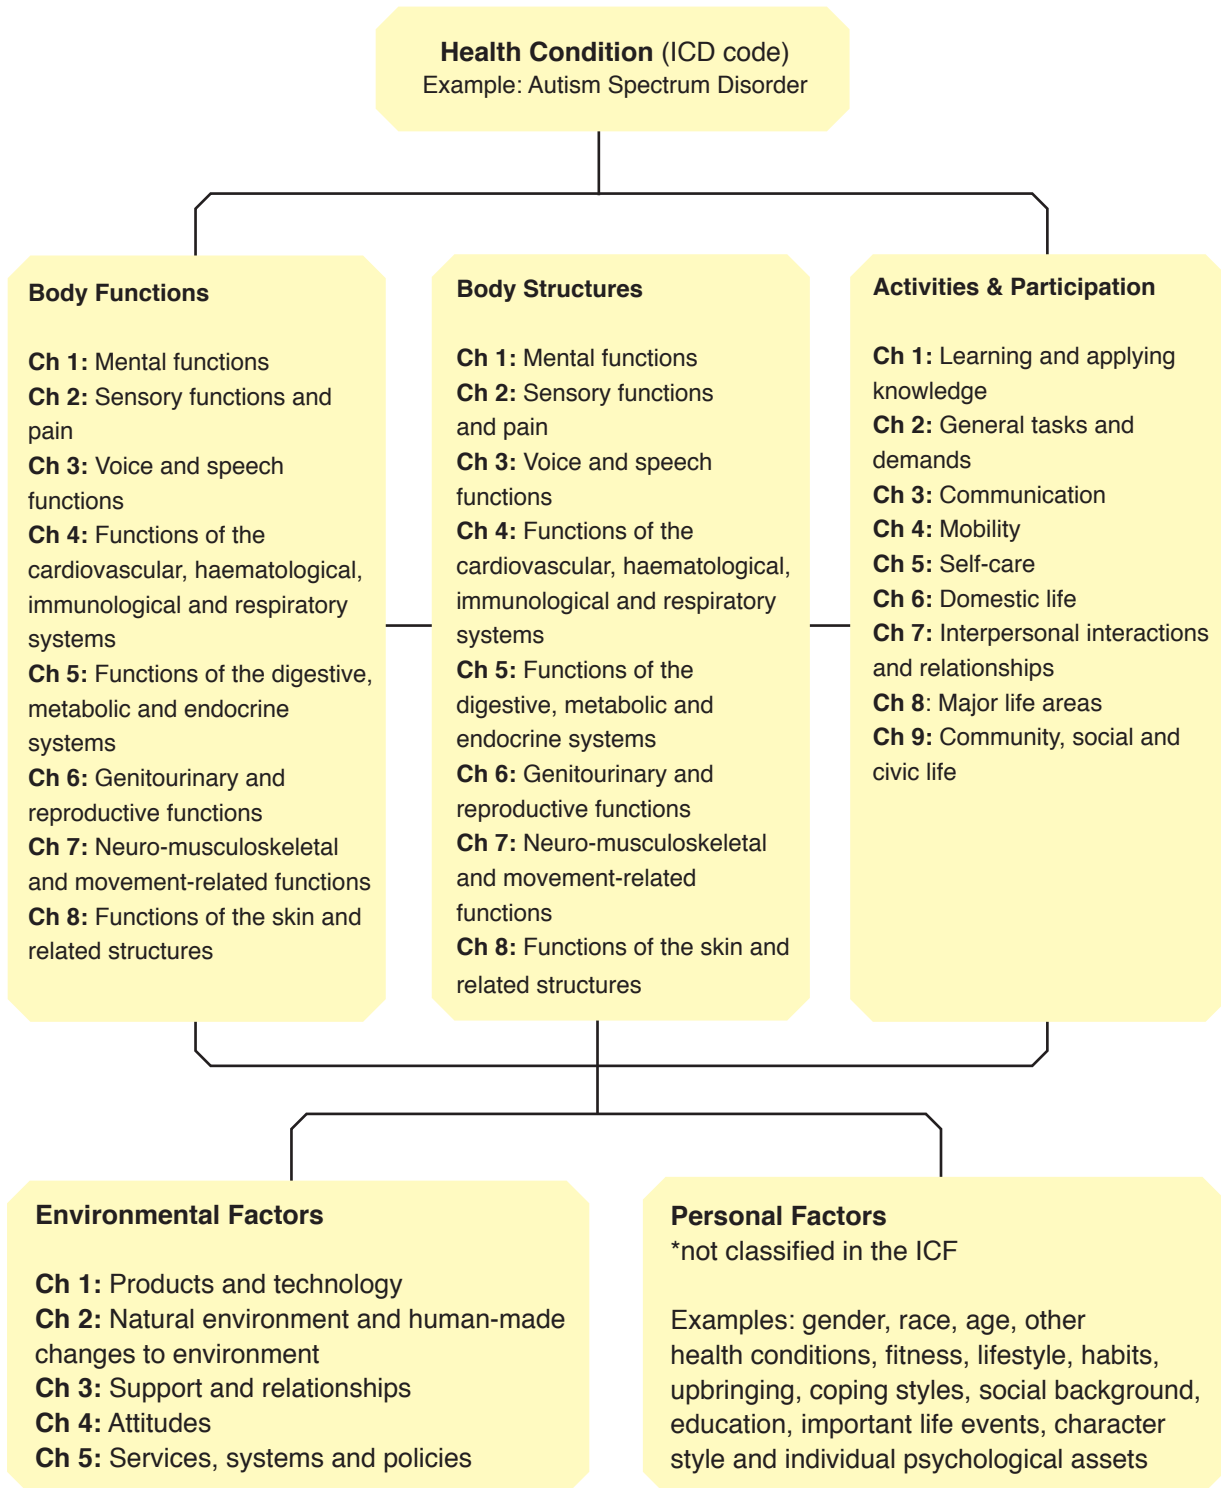 Health Condition (ICD code)
Example: Autism Spectrum Disorder
Body Functions
Ch 1: Mental functions
Ch 2: Sensory functions and
pain
Ch 3: Voice and speech
functions
Ch 4: Functions of the
cardiovascular, haematological,
immunological and respiratory
systems
Ch 5: Functions of the digestive,
metabolic and endocrine
systems
Ch 6: Genitourinary and
reproductive functions
Ch 7: Neuro-musculoskeletal
and movement-related functions
Ch 8: Functions of the skin and
related structures
Body Structures
Ch 1: Mental functions
Ch 2: Sensory functions
and pain
Ch 3: Voice and speech
functions
Ch 4: Functions of the
cardiovascular, haematological,
immunological and respiratory
systems
Ch 5: Functions of the
digestive, metabolic and
endocrine systems
Ch 6: Genitourinary and
reproductive functions
Ch 7: Neuro-musculoskeletal
and movement-related
functions
Ch 8: Functions of the skin and
related structures
Activities & Participation
Ch 1: Learning and applying
knowledge
Ch 2: General tasks and
demands
Ch 3: Communication
Ch 4: Mobility
Ch 5: Self-care
Ch 6: Domestic life
Ch 7: Interpersonal interactions
and relationships
Ch 8: Major life areas
Ch 9: Community, social and
civic life
Environmental Factors
Ch 1: Products and technology
Ch 2: Natural environment and human-made
changes to environment
Ch 3: Support and relationships
Ch 4: Attitudes
Ch 5: Services, systems and policies
Personal Factors
*not classified in the ICF
Examples: gender, race, age, other
health conditions, fitness, lifestyle, habits,
upbringing, coping styles, social background,
education, important life events, character
style and individual psychological assets